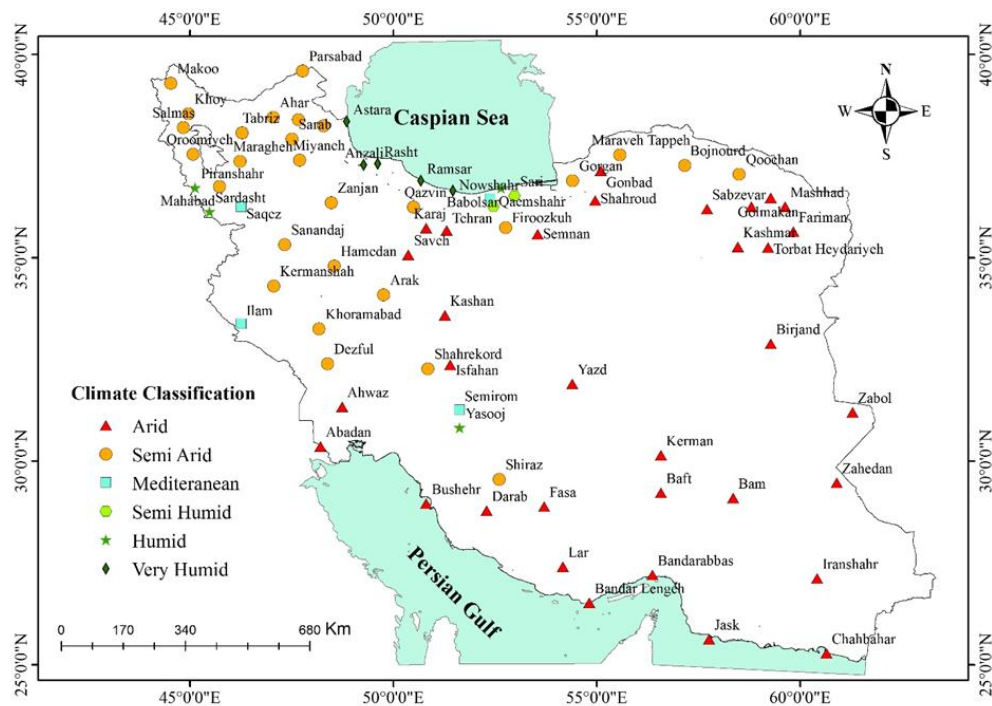 45°0'0"E 50°0'0"E 55°0'0"E 60°0'0"E
40°0'0"N 40°0'0"N
Parsabad
Makoo
N
W E
S
Khoy
Ahar
Astara
Caspian Sea
Salmas
Tabriz
Sarab
Oroomiyeh
Maragheh
Miyanch
Anzali
Rasht
Maraveh Tappeh
Bojnourd
Qoochan
Piranshahr
Ramsar
Gorgan
Gonbad
Sardasht
Zanjan
Nowshahr
Sari
Mahabad
Saqcz
Qazvin
Babolsar
Qacmshahr
Shahroud
Sabzevar
Mashhad
Golmakan
Fariman
Karaj
Tchran
Firoozkuh
Sanandaj
Savch
Semnan
Kashmar
Torbat Heydariych
35°0'0"N 35°0'0"N
Hamcdan
Kermanshah
Arak
Ilam
Khoramabad
Kashan
Birjand
Dezful
Shahrekord
Isfahan
Yazd
Zabol
Climate Classification
Ahwaz
Semirom
Arid
Yasooj
Abadan
Kerman
Semi Arid
30°0'0"N 30°0'0"N
Shiraz
Zahedan
Mediteranean
Bushehr
Darab
Fasa
Baft
Bam
Semi Humid
Humid
Lar
Bandarabbas
Iranshahr
Very Humid
Persian Gulf
Bandar Lengeh
0 170 340 680 Km
Jask
Chahbahar
25°0'0"N 25°0'0"N
45°0'0"E 50°0'0"E 55°0'0"E 60°0'0"E